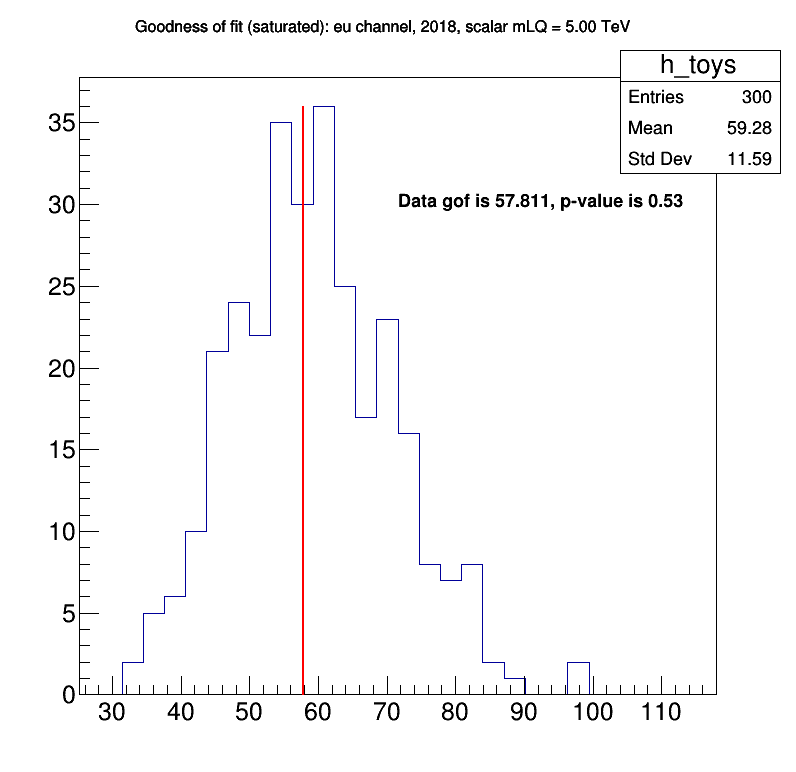 Goodness of fit (saturated): eu channel, 2018, scalar mLQ = 5.00 TeV
h_toys
Entries 300
Mean 59.28
Std Dev 11.59
Data gof is 57.811, p-value is 0.53
35
30
25
20
15
10
5
0
30 40 50 60 70 80 90 100 110